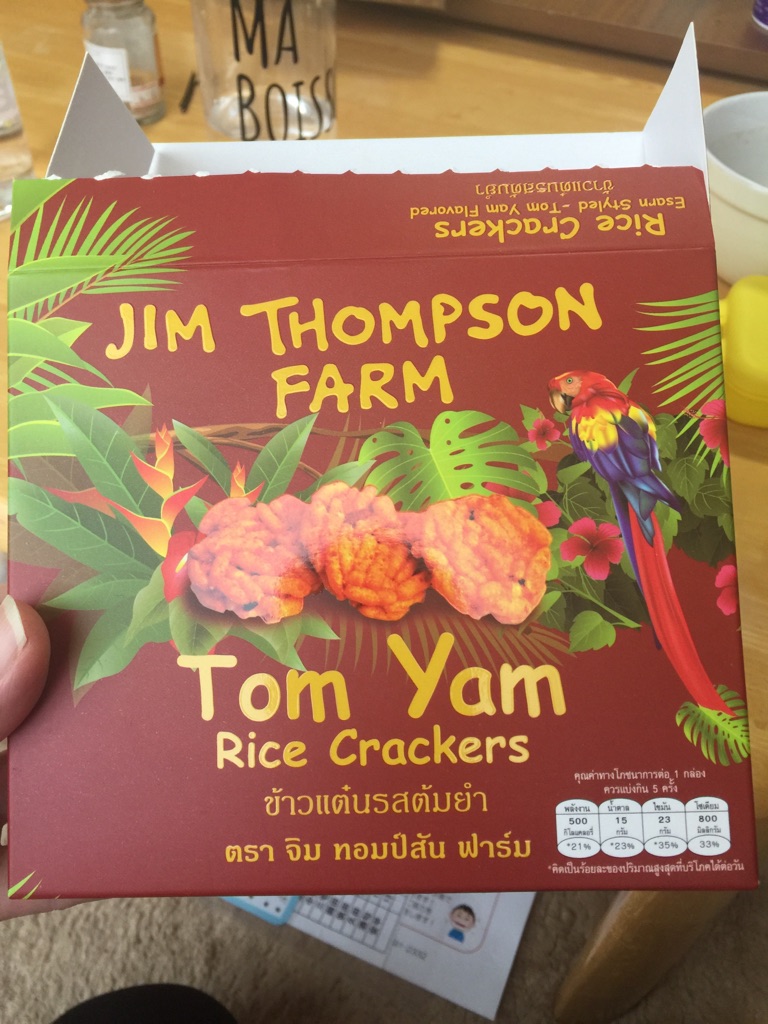 MA
BOIS
Rice Crackers
Esarn Styled - Tom Yam Flavored
ข้าวแต๋นรสต้มยำ
JIM THOMPSON
FARM
Tom Yam
Rice Crackers
ข้าวแต๋นรสต้มยำ
ตรา จิม ทอมป์สัน ฟาร์ม
คุณค่าทางโภชนาการต่อ 1 กล่อง
ควรแบ่งกิน 5 ครั้ง
พลังงาน น้ำตาล ไขมัน โซเดียม
500 15 23 800
กิโลแคลอรี่ กรัม กรัม มิลลิกรัม
*21% *23% *35% 33%
*คิดเป็นร้อยละของปริมาณสูงสุดที่บริโภคได้ต่อวัน